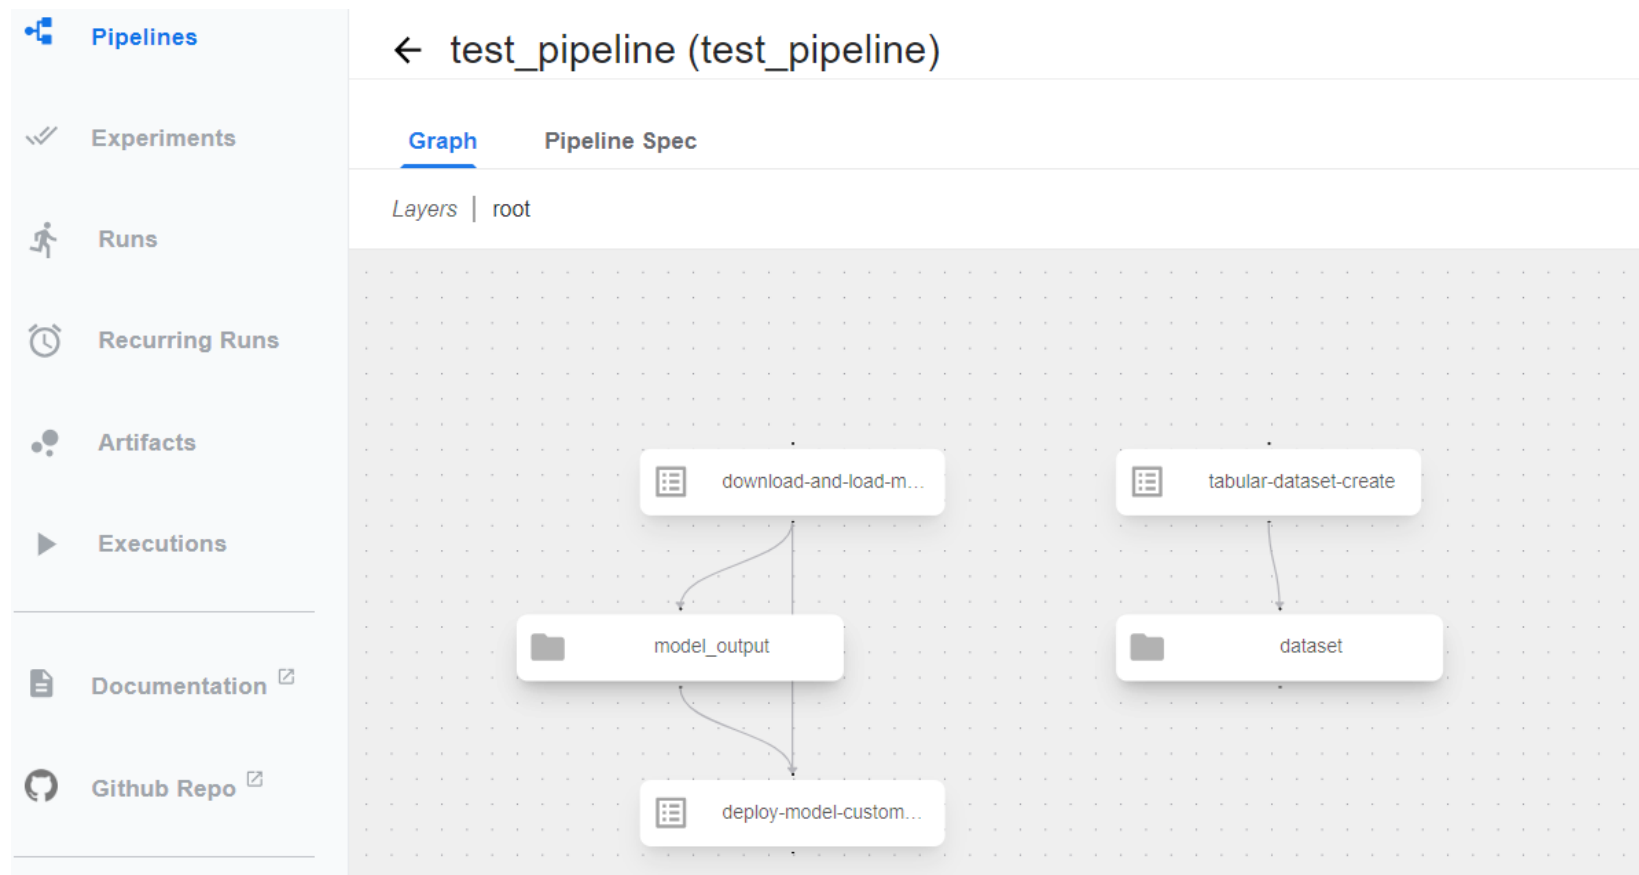 Pipelines
Experiments
Runs
Recurring Runs
Artifacts
Executions
Documentation
Github Repo
test_pipeline (test_pipeline)
Graph Pipeline Spec
Layers | root
download-and-load-m...
tabular-dataset-create
model_output
dataset
deploy-model-custom...